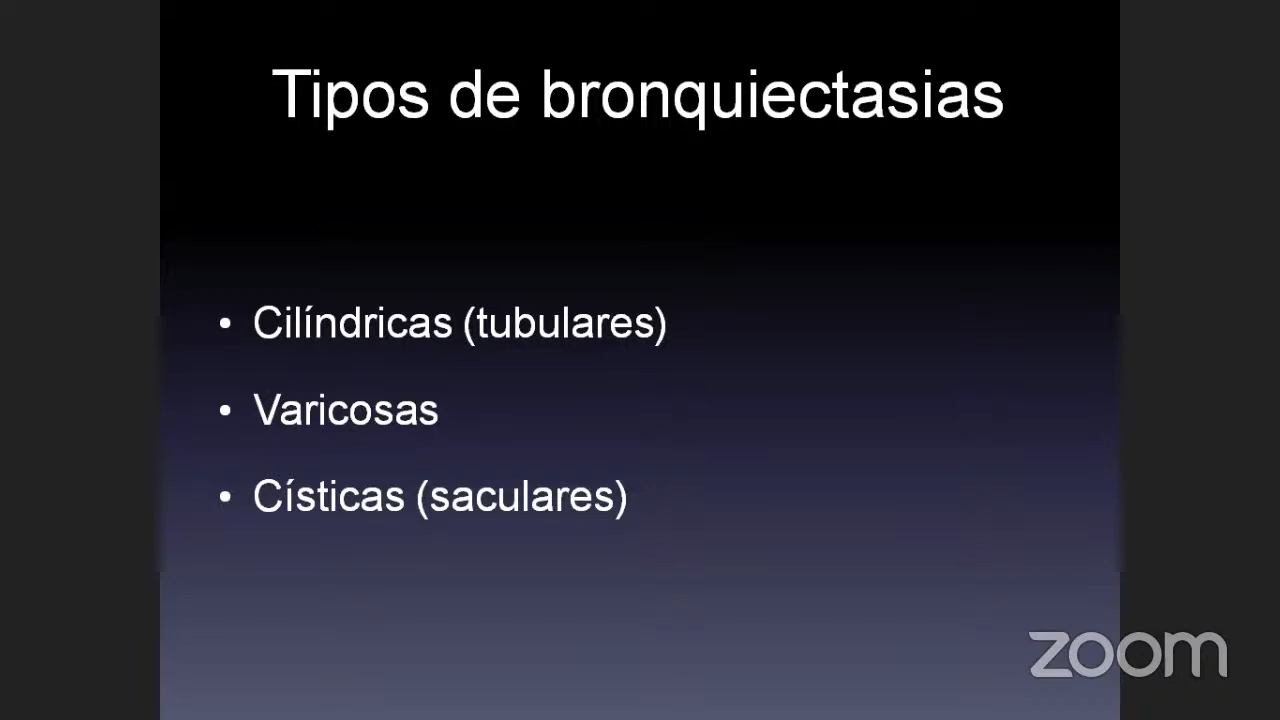 Tipos de bronquiectasias
• Cilíndricas (tubulares)
• Varicosas
• Císticas (saculares)
zoom